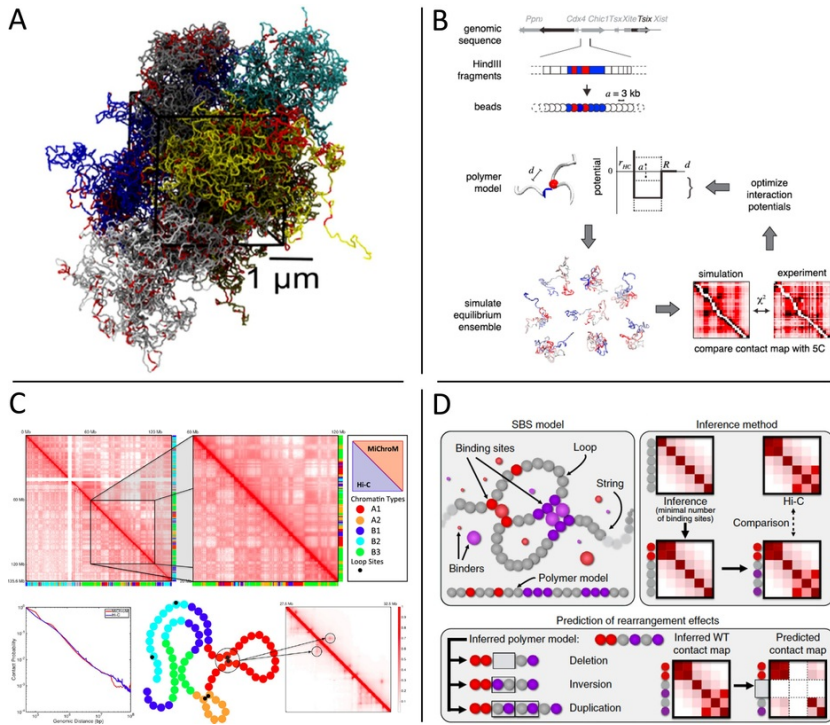 A
1 µm
B
genomic sequence
Ppnx Cdx4 Chic1 Tsx Xite Tsix Xist
HindIII fragments
a = 3 kb
beads
polymer model
d
potential
0
rHC
a
R
d
optimize interaction potentials
simulate equilibrium ensemble
simulation
experiment
χ²
compare contact map with 5C
C
MiChroM
Hi-C
Chromatin Types
A1
A2
B1
B2
B3
Loop Sites
Contact Probability
Genomic Distance (bp)
Hi-C
D
SBS model
Binding sites
Loop
String
Binders
Polymer model
Inference method
Inference
(minimal number
of binding sites)
Hi-C
Comparison
Prediction of rearrangement effects
Inferred polymer model:
Deletion
Inversion
Duplication
Inferred WT
contact map
Predicted
contact map